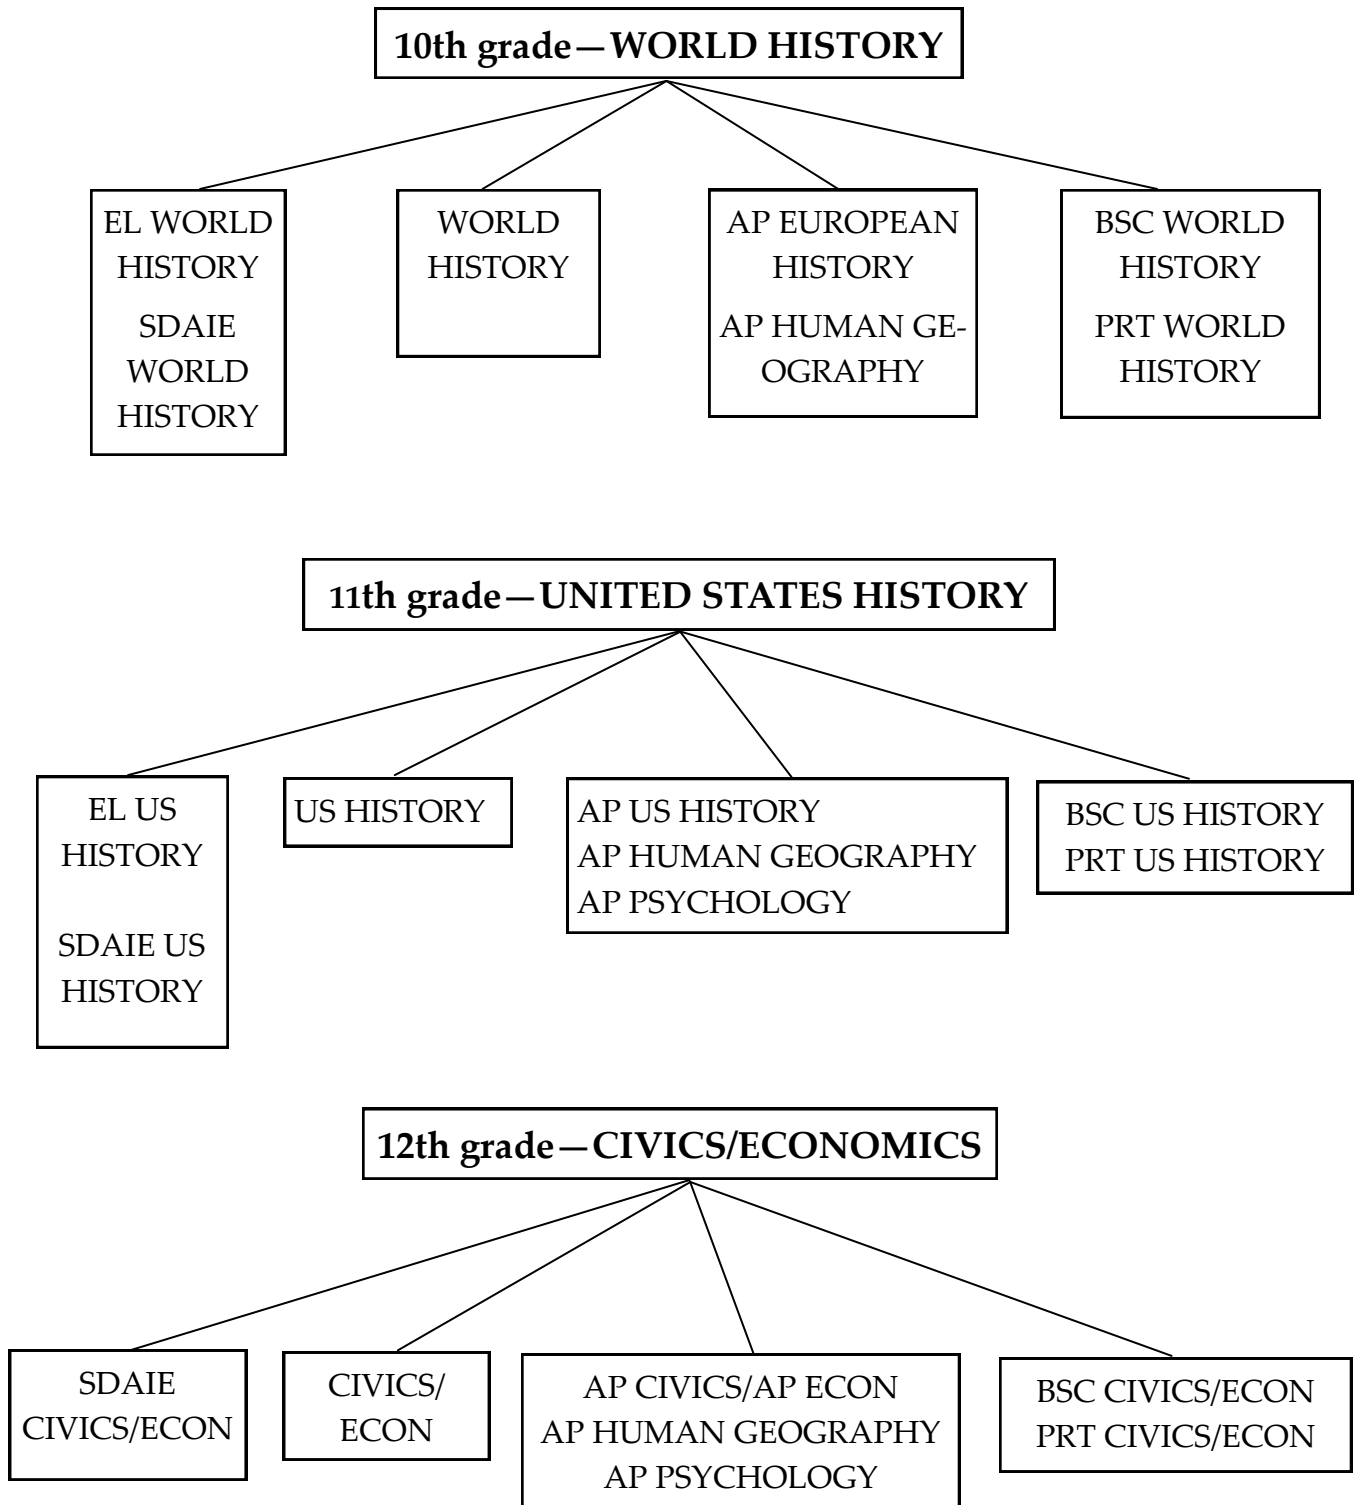 10th grade—WORLD HISTORY
EL WORLD
HISTORY
SDAIE
WORLD
HISTORY
WORLD
HISTORY
AP EUROPEAN
HISTORY
AP HUMAN GE-
OGRAPHY
BSC WORLD
HISTORY
PRT WORLD
HISTORY
11th grade—UNITED STATES HISTORY
EL US
HISTORY
SDAIE US
HISTORY
US HISTORY
AP US HISTORY
AP HUMAN GEOGRAPHY
AP PSYCHOLOGY
BSC US HISTORY
PRT US HISTORY
12th grade—CIVICS/ECONOMICS
SDAIE
CIVICS/ECON
CIVICS/
ECON
AP CIVICS/AP ECON
AP HUMAN GEOGRAPHY
AP PSYCHOLOGY
BSC CIVICS/ECON
PRT CIVICS/ECON